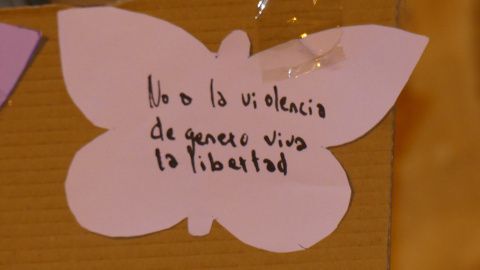 No a la violencia
de genero viva
la libertad